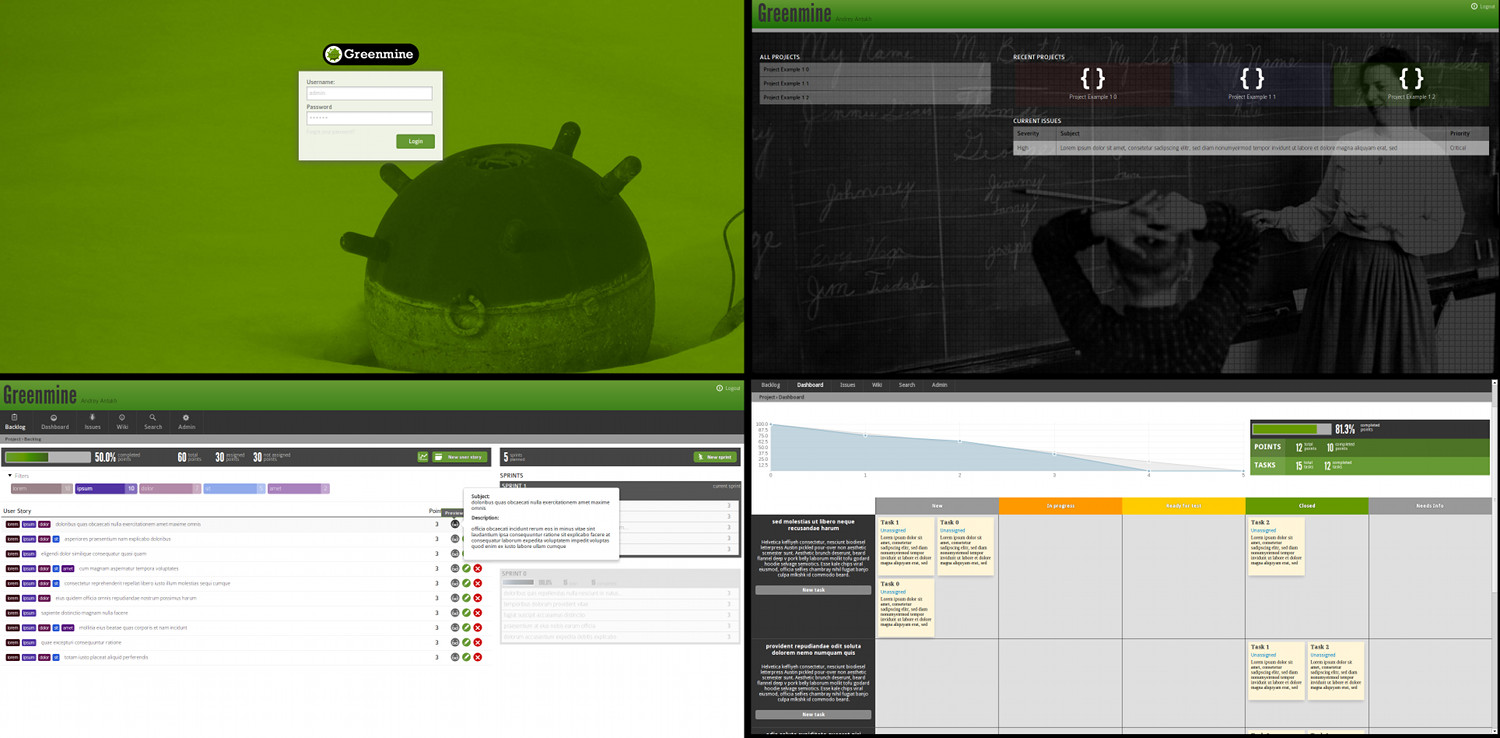 Greenmine
Username:
admin
Password
Login
Greenmine
Logout
My Name
My Name
ALL PROJECTS
Project Example 1 0
Project Example 1 1
Project Example 1 2
RECENT PROJECTS
{ } { } { }
Project Example 1.0 Project Example 1 1 Project Example 1.2
CURRENT ISSUES
Severity Subject Priority
High Lorem ipsum dolor sit amet, consetetur sadipscing elitr, sed diam nonumyeirmod tempor invidunt ut labore et dolore magna aliquyam erat, sed Critical
Johnny
Jimmy
Jim
Greenmine
Logout
Backlog Dashboard Issues Wiki Search Admin
Project › Backlog
50.0% completed points 60 total points 30 assigned points 30 not assigned points New user story
Filters
lorem ipsum 10 dolor sit amet
User Story Points
lorem ipsum dolor doloribus quas obcaecati nulla exercitationem amet maxime omnis 3
lorem ipsum dolor sit asperiores praesentium nam explicabo doloribus 3
lorem ipsum dolor eligendi dolor similique consequatur quos quam
lorem ipsum dolor sit amet cum magnam aspernatur tempora voluptates 3
lorem ipsum dolor sit consectetur reprehenderit repellat libero iusto illum molestias sequi cumque 3
lorem ipsum dolor eius quidem officia omnis repudiandae nostrum possimus harum 3
lorem ipsum dolor sapiente distinctio magnam nulla facere 3
lorem ipsum dolor sit amet mollitia eius beatae quas corporis et nam incidunt 3
lorem ipsum dolor sit quae excepturi consequuntur ratione 3
lorem ipsum dolor sit totam iusto placeat aliquid perferendis 3
Preview
Subject:
doloribus quas obcaecati nulla exercitationem amet maxime
omnis
Description:
officia obcaecati incidunt rerum eos in minus vitae sint
laudantium ipsa consequuntur ratione sit explicabo facere at
consequatur laborum expedita voluptatem impedit voluptas
quod enim ex iusto labore ullam cumque
5 sprints planned New sprint
SPRINTS
SPRINT 1 current sprint
3
3
3
3
SPRINT 0
3
3
3
3
3
Backlog Dashboard Issues Wiki Search Admin
Project › Dashboard
100.0
87.5
75.0
62.5
50.0
37.5
25.0
12.5
0 1 2 3 4 5
81.3% completed points
POINTS 12 total points 10 completed points
TASKS 15 total tasks 12 completed tasks
New In progress Ready for test Closed Needs Info
sed molestias ut libero neque
recusandae harum
Helvetica keffiyeh consectetur, nesciunt biodiesel
letterpress Austin pickled pour-over non aesthetic
scenester sunt. Aesthetic brunch deserunt, beard
flannel deep v pork belly laborum mollit tofu godard
hoodie selvage semiotics. Esse kale chips viral
eiusmod, officia selfies chambray nihil hit fugiat banjo
culpa mlkshk id commodo beard.
New task
Task 1
Unassigned
Lorem ipsum dolor sit
amet, consetetur
sadipscing elitr, sed diam
nonumyeirmod tempor
invidunt ut labore et dolore
magna aliquyam erat, sed
Task 0
Unassigned
Lorem ipsum dolor sit
amet, consetetur
sadipscing elitr, sed diam
nonumyeirmod tempor
invidunt ut labore et dolore
magna aliquyam erat, sed
Task 0
Unassigned
Lorem ipsum dolor sit
amet, consetetur
sadipscing elitr, sed diam
nonumyeirmod tempor
invidunt ut labore et dolore
magna aliquyam erat, sed
Task 2
Unassigned
Lorem ipsum dolor sit
amet, consetetur
sadipscing elitr, sed diam
nonumyeirmod tempor
invidunt ut labore et dolore
magna aliquyam erat, sed
provident repudiandae odit soluta
dolorem nemo numquam quis
Helvetica keffiyeh consectetur, nesciunt biodiesel
letterpress Austin pickled pour-over non aesthetic
scenester sunt. Aesthetic brunch deserunt, beard
flannel deep v pork belly laborum mollit tofu godard
hoodie selvage semiotics. Esse kale chips viral
eiusmod, officia selfies chambray nihil hit fugiat banjo
culpa mlkshk id commodo beard.
New task
Task 1
Unassigned
Lorem ipsum dolor sit
amet, consetetur
sadipscing elitr, sed diam
nonumyeirmod tempor
invidunt ut labore et dolore
magna aliquyam erat, sed
Task 2
Unassigned
Lorem ipsum dolor sit
amet, consetetur
sadipscing elitr, sed diam
nonumyeirmod tempor
invidunt ut labore et dolore
magna aliquyam erat, sed